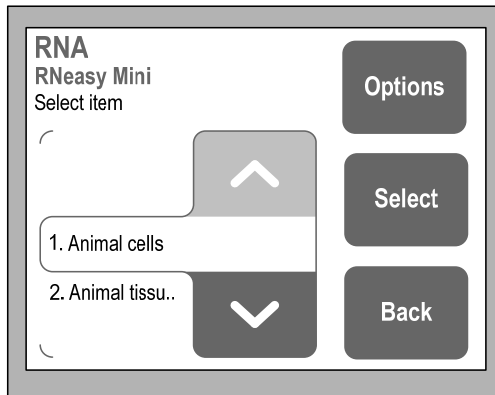 RNA
RNeasy Mini
Select item
Options
Select
1. Animal cells
2. Animal tissu..
Back